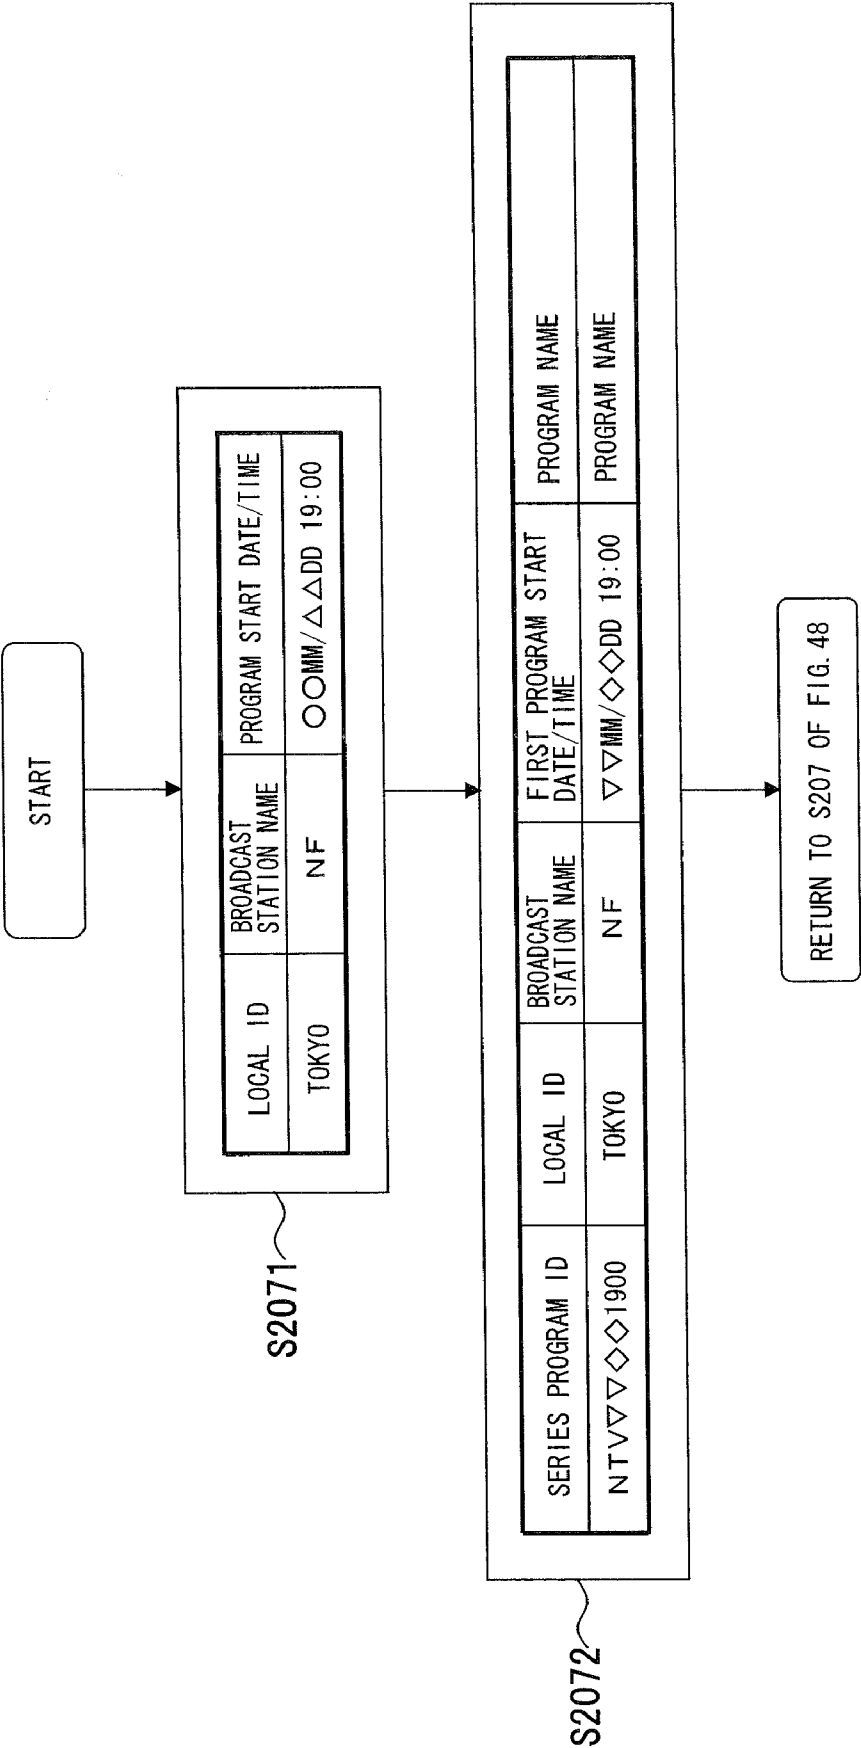 START
S2071
LOCAL ID
BROADCAST
STATION NAME
PROGRAM START DATE/TIME
TOKYO
NF
○○MM/△△DD 19:00
S2072
SERIES PROGRAM ID
LOCAL ID
BROADCAST
STATION NAME
FIRST PROGRAM START
DATE/TIME
PROGRAM NAME
NTV▽▽◇◇1900
TOKYO
NF
▽▽MM/◇◇DD 19:00
PROGRAM NAME
RETURN TO S207 OF FIG. 48